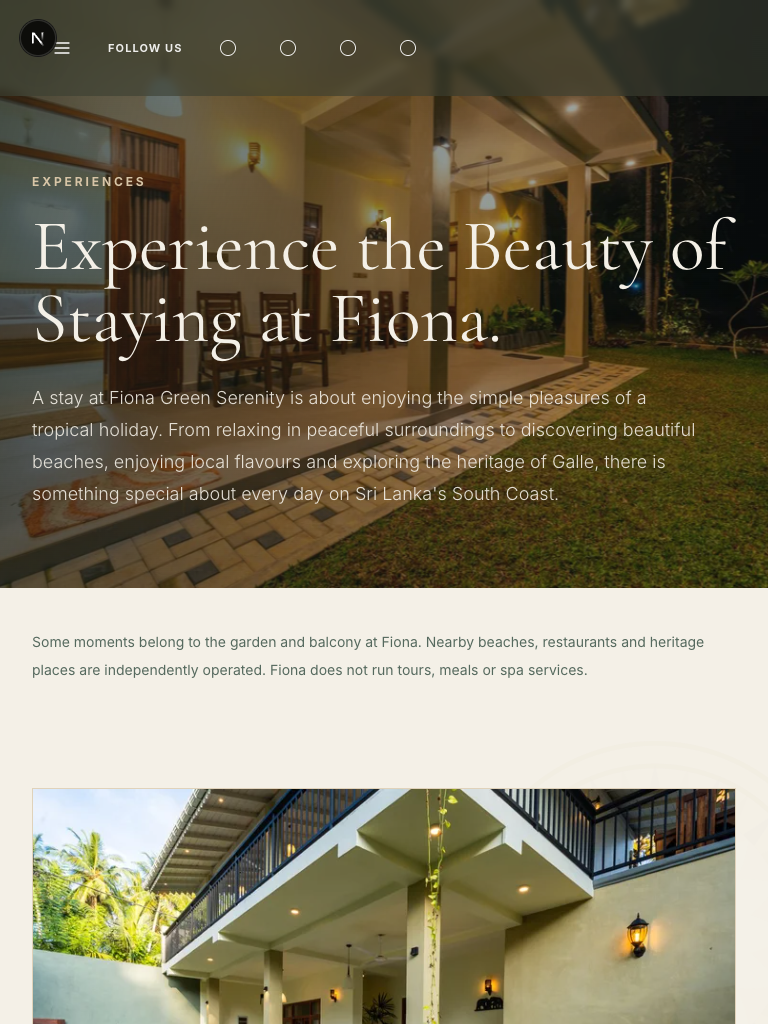 N
FOLLOW US
EXPERIENCES
Experience the Beauty of
Staying at Fiona.
A stay at Fiona Green Serenity is about enjoying the simple pleasures of a
tropical holiday. From relaxing in peaceful surroundings to discovering beautiful
beaches, enjoying local flavours and exploring the heritage of Galle, there is
something special about every day on Sri Lanka's South Coast.
Some moments belong to the garden and balcony at Fiona. Nearby beaches, restaurants and heritage
places are independently operated. Fiona does not run tours, meals or spa services.